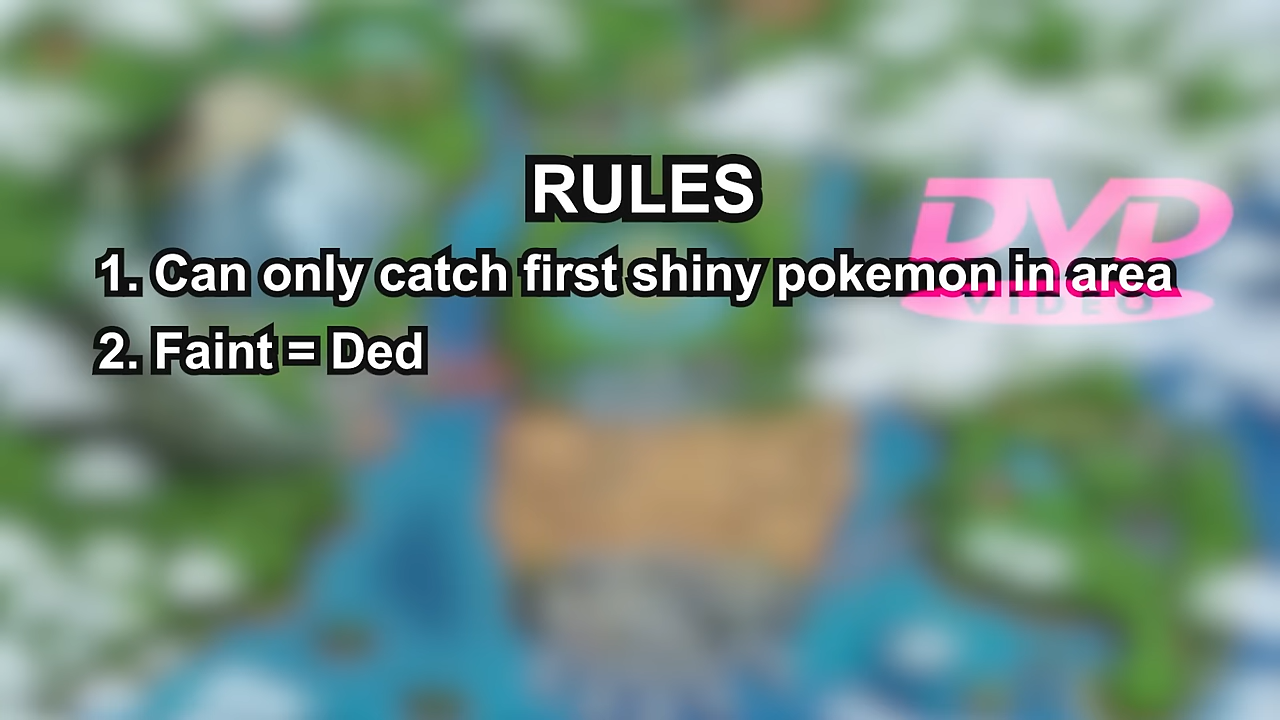 RULES
1. Can only catch first shiny pokemon in area
2. Faint = Ded
DVD
VIDEO